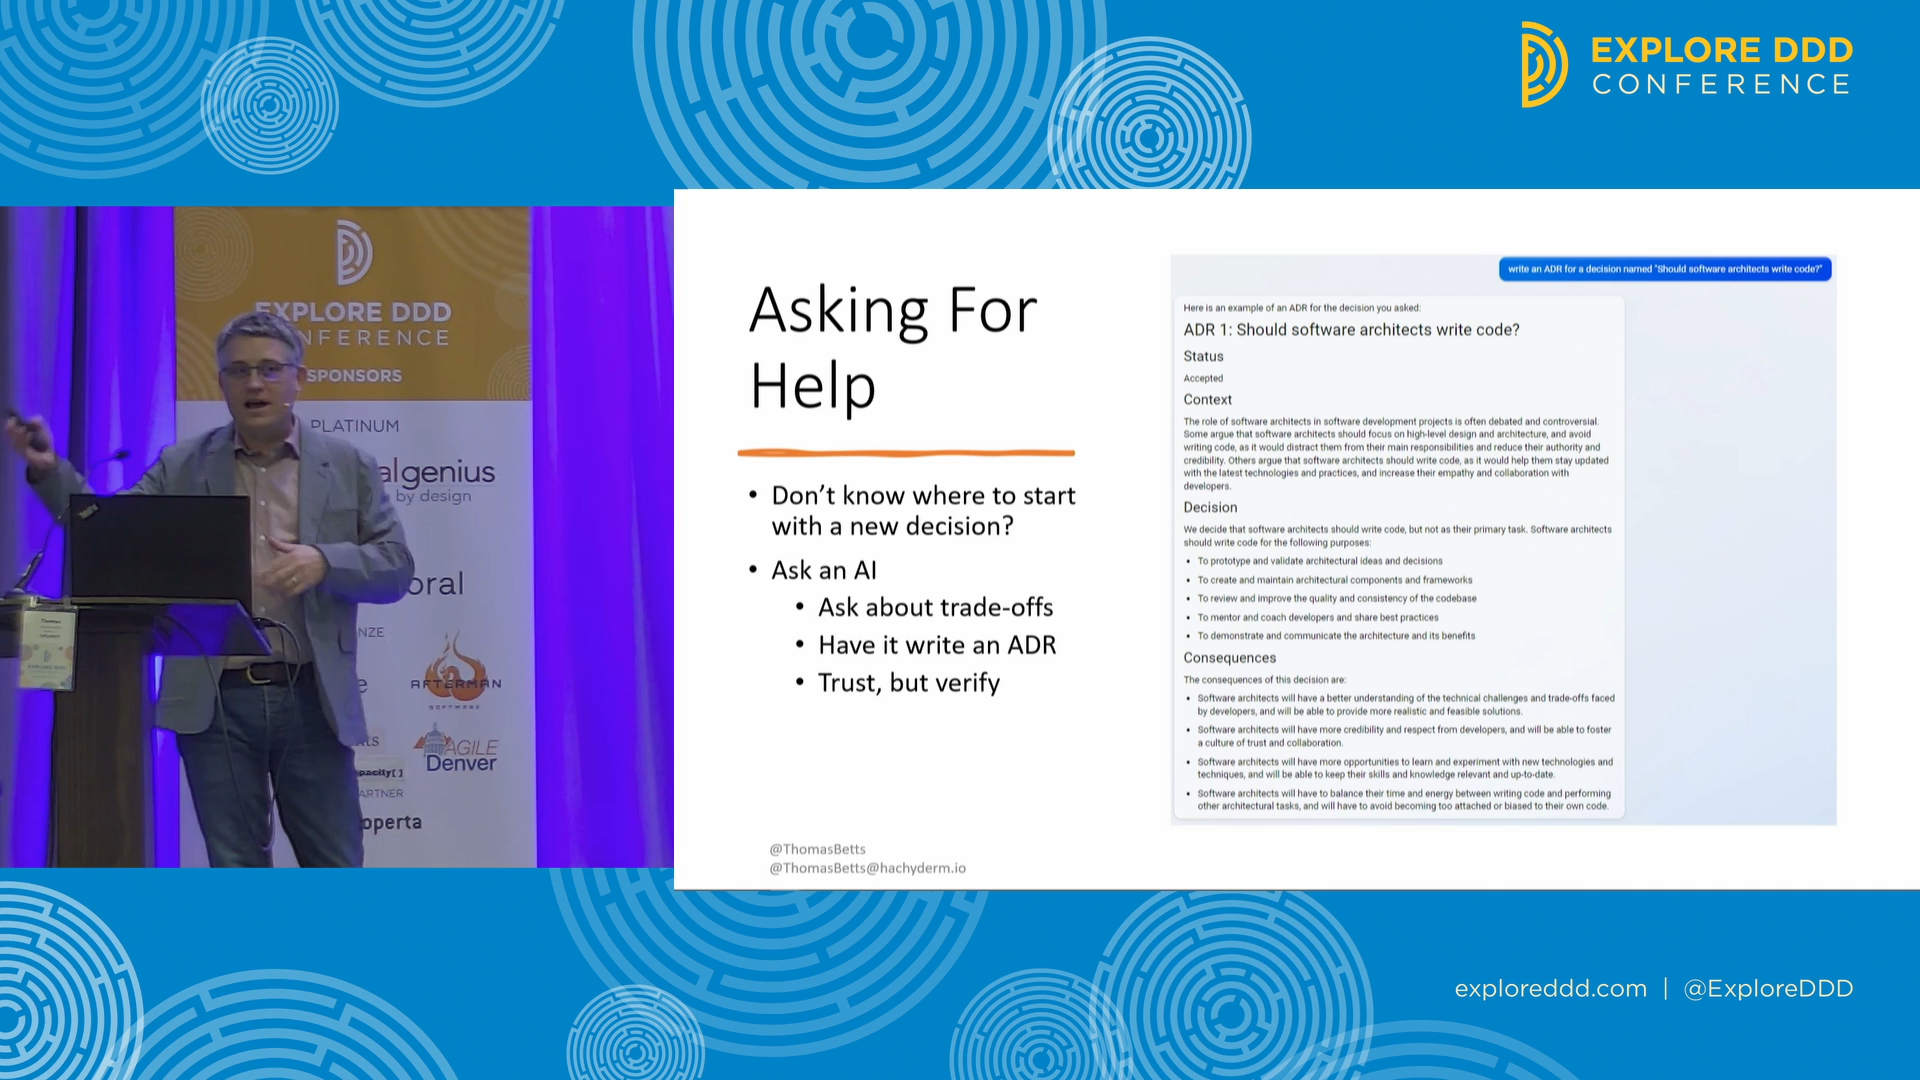 EXPLORE DDD
CONFERENCE
EXPLORE DDD
NFERENCE
SPONSORS
PLATINUM
algenius
by design
oral
NZE
AFTERMAN
SOFTWARE
AGILE
Denver
pacity[ ]
ARTNER
operta
Asking For
Help
• Don’t know where to start
with a new decision?
• Ask an AI
• Ask about trade-offs
• Have it write an ADR
• Trust, but verify
@ThomasBetts
@ThomasBetts@hachyderm.io
write an ADR for a decision named "Should software architects write code?"
Here is an example of an ADR for the decision you asked:
ADR 1: Should software architects write code?
Status
Accepted
Context
The role of software architects in software development projects is often debated and controversial.
Some argue that software architects should focus on high-level design and architecture, and avoid
writing code, as it would distract them from their main responsibilities and reduce their authority and
credibility. Others argue that software architects should write code, as it would help them stay updated
with the latest technologies and practices, and increase their empathy and collaboration with
developers.
Decision
We decide that software architects should write code, but not as their primary task. Software architects
should write code for the following purposes:
• To prototype and validate architectural ideas and decisions
• To create and maintain architectural components and frameworks
• To review and improve the quality and consistency of the codebase
• To mentor and coach developers and share best practices
• To demonstrate and communicate the architecture and its benefits
Consequences
The consequences of this decision are:
• Software architects will have a better understanding of the technical challenges and trade-offs faced
by developers, and will be able to provide more realistic and feasible solutions.
• Software architects will have more credibility and respect from developers, and will be able to foster
a culture of trust and collaboration.
• Software architects will have more opportunities to learn and experiment with new technologies and
techniques, and will be able to keep their skills and knowledge relevant and up-to-date.
• Software architects will have to balance their time and energy between writing code and performing
other architectural tasks, and will have to avoid becoming too attached or biased to their own code.
exploreddd.com | @ExploreDDD